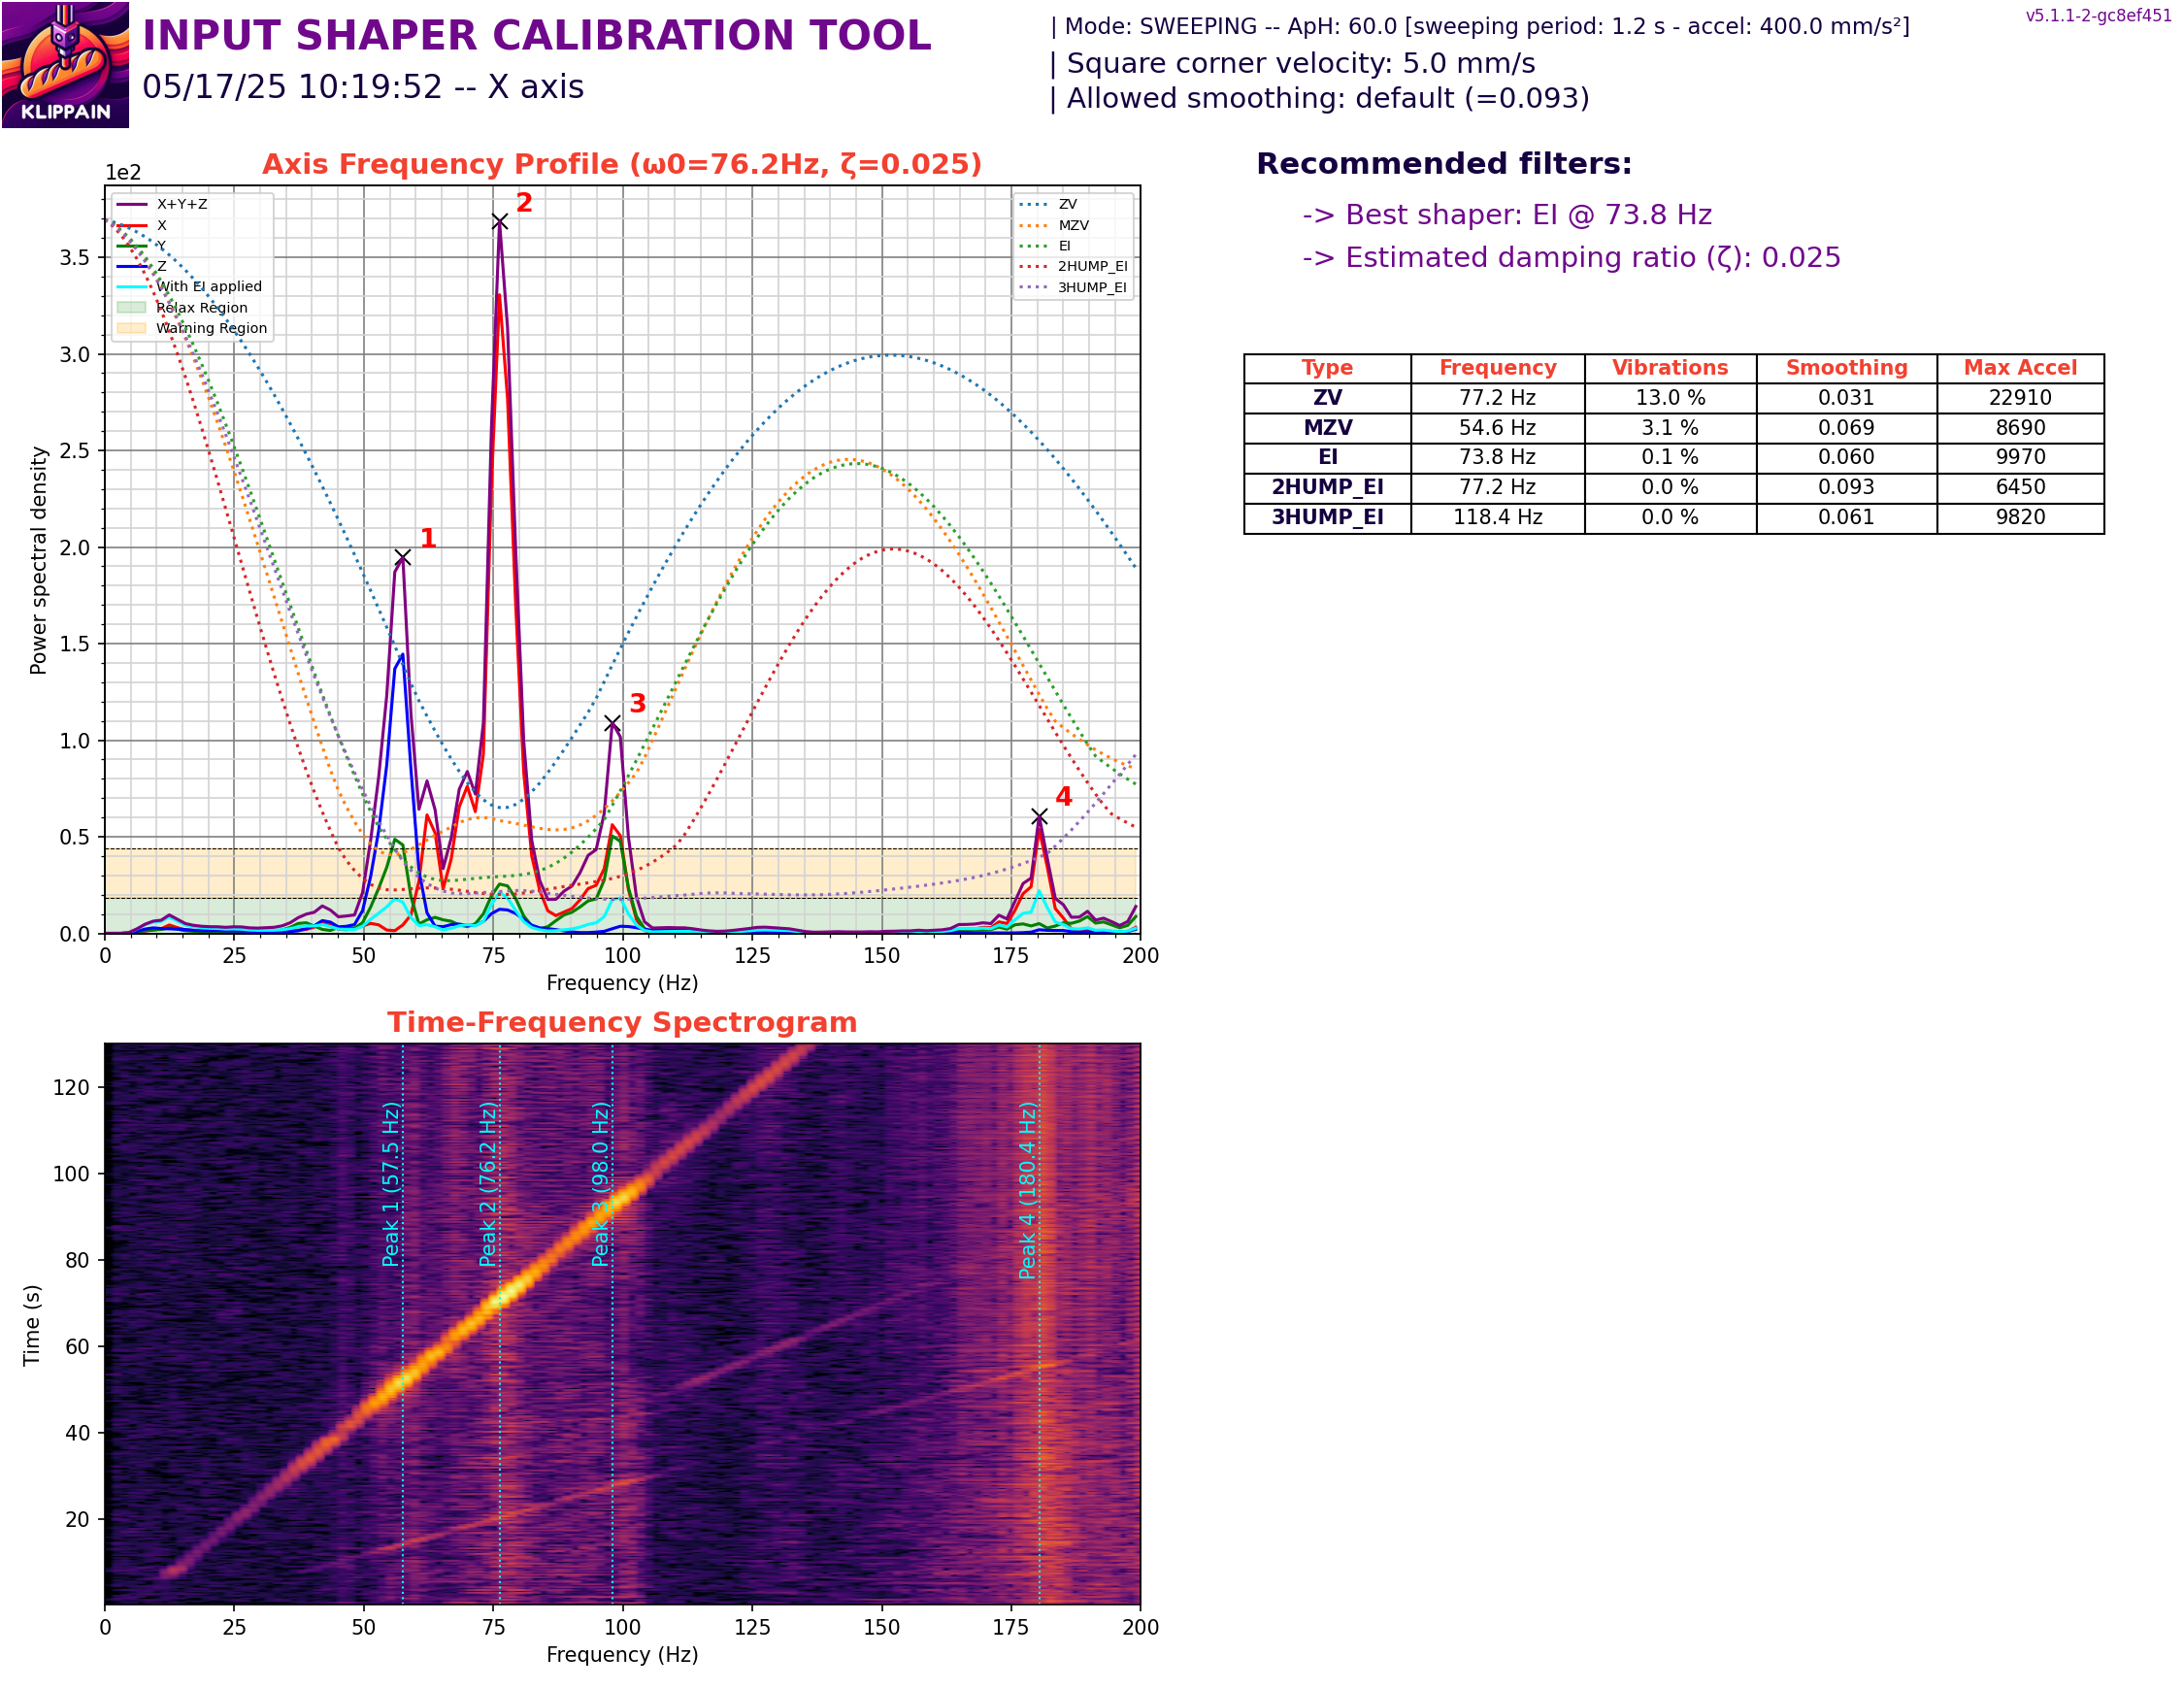 INPUT SHAPER CALIBRATION TOOL
05/17/25 10:19:52 -- X axis
KLIPPAIN
| Mode: SWEEPING -- ApH: 60.0 [sweeping period: 1.2 s - accel: 400.0 mm/s²]
| Square corner velocity: 5.0 mm/s
| Allowed smoothing: default (=0.093)
v5.1.1-2-gc8ef451
Axis Frequency Profile (ω0=76.2Hz, ζ=0.025)
1e2
X+Y+Z
X
Y
Z
With EI applied
Relax Region
Warning Region
ZV
MZV
EI
2HUMP_EI
3HUMP_EI
1
2
3
4
Power spectral density
3.5
3.0
2.5
2.0
1.5
1.0
0.5
0.0
0 25 50 75 100 125 150 175 200
Frequency (Hz)
Recommended filters:
-> Best shaper: EI @ 73.8 Hz
-> Estimated damping ratio (ζ): 0.025
Type Frequency Vibrations Smoothing Max Accel
ZV 77.2 Hz 13.0 % 0.031 22910
MZV 54.6 Hz 3.1 % 0.069 8690
EI 73.8 Hz 0.1 % 0.060 9970
2HUMP_EI 77.2 Hz 0.0 % 0.093 6450
3HUMP_EI 118.4 Hz 0.0 % 0.061 9820
Time-Frequency Spectrogram
Time (s)
120
100
80
60
40
20
Peak 1 (57.5 Hz)
Peak 2 (76.2 Hz)
Peak 3 (98.0 Hz)
Peak 4 (180.4 Hz)
0 25 50 75 100 125 150 175 200
Frequency (Hz)